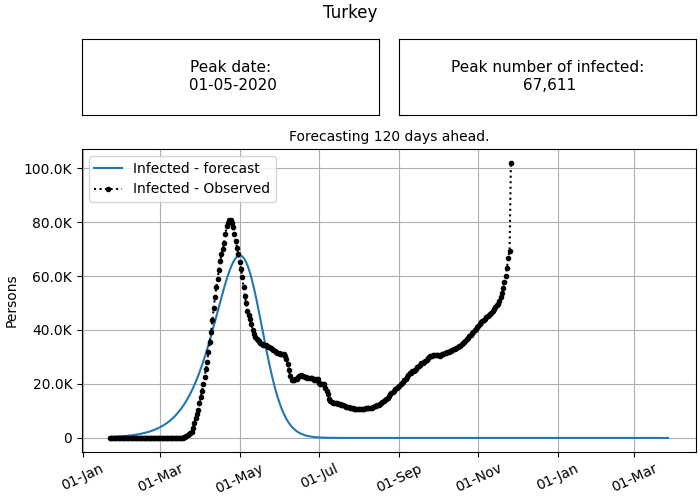 Turkey
Peak date:
01-05-2020
Peak number of infected:
67,611
Forecasting 120 days ahead.
Infected - forecast
Infected - Observed
Persons
100.0K
80.0K
60.0K
40.0K
20.0K
0
01-Jan
01-Mar
01-May
01-Jul
01-Sep
01-Nov
01-Jan
01-Mar